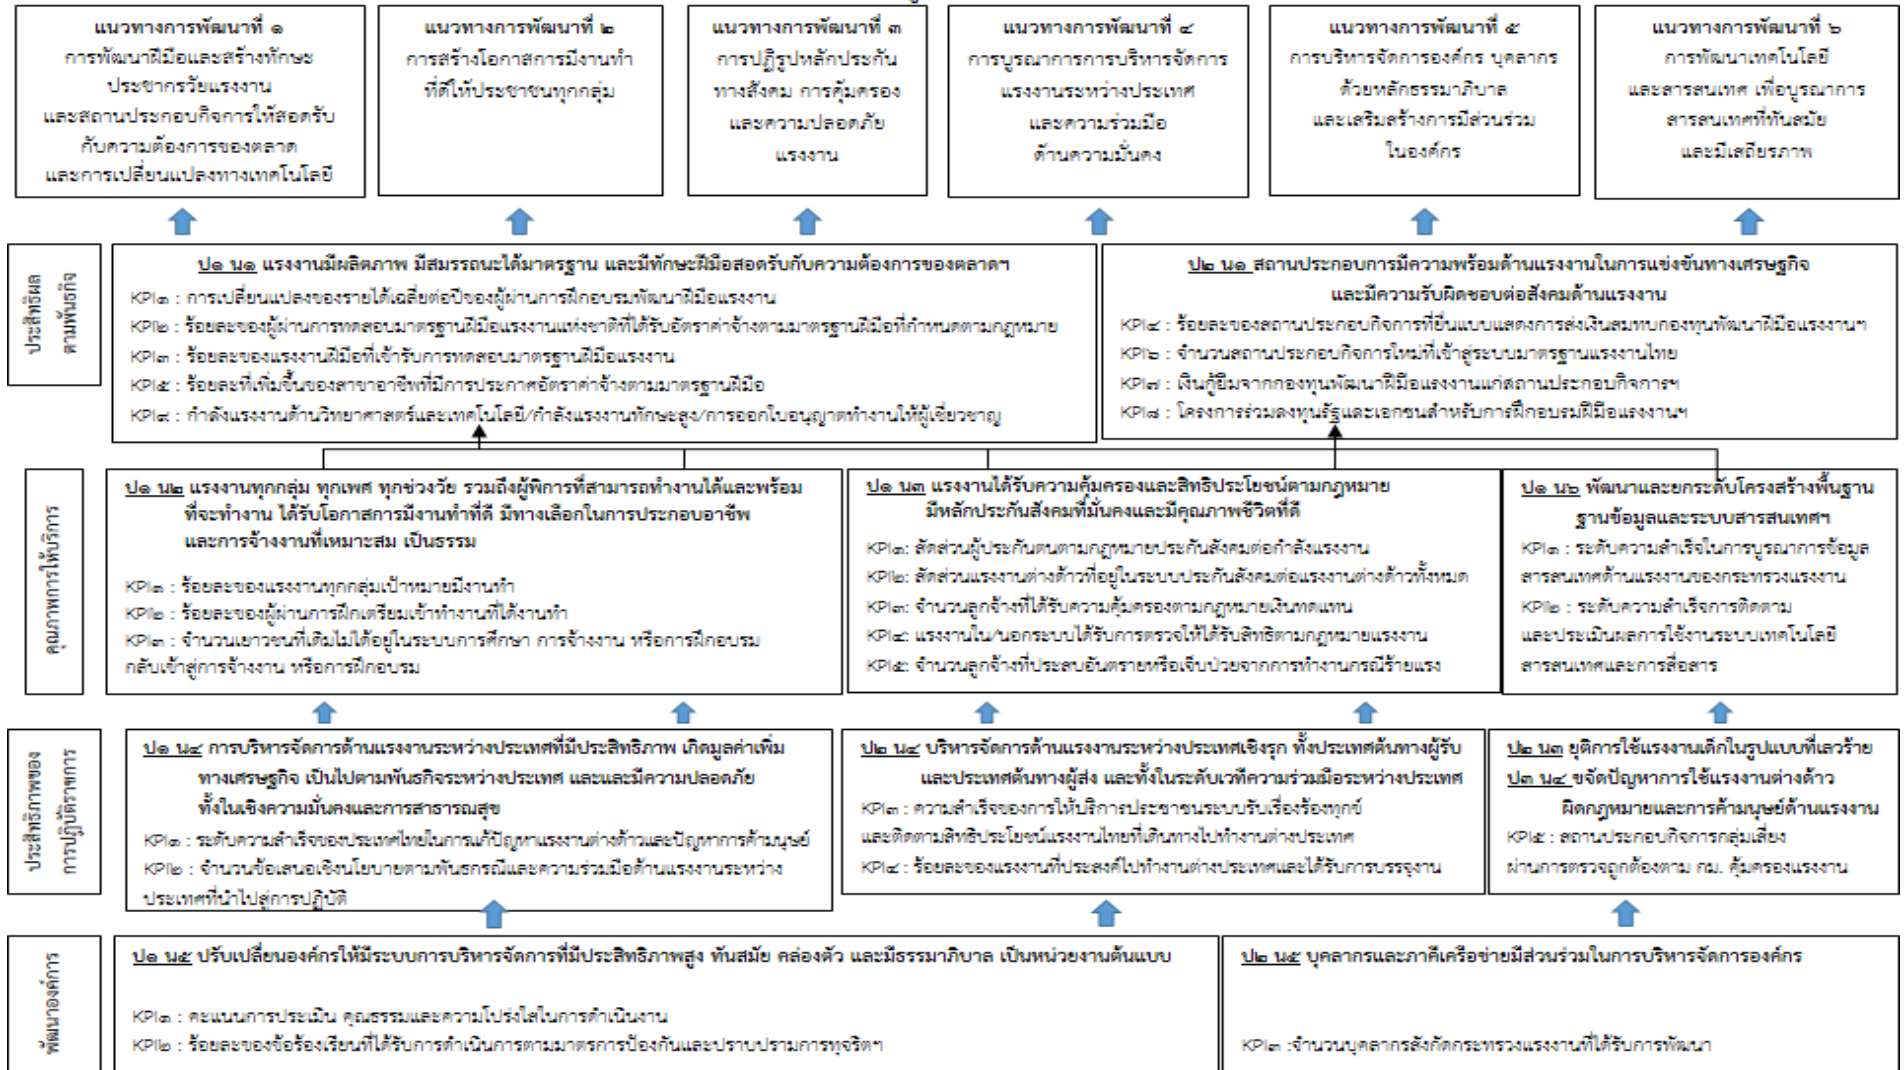 แนวทางการพัฒนาที่ ๑
การพัฒนาฝีมือและสร้างทักษะ
ประชากรวัยแรงงาน
และสถานประกอบกิจการให้สอดรับ
กับความต้องการของตลาด
และการเปลี่ยนแปลงทางเทคโนโลยี
แนวทางการพัฒนาที่ ๒
การสร้างโอกาสการมีงานทำ
ที่ดีให้ประชาชนทุกกลุ่ม
แนวทางการพัฒนาที่ ๓
การปฏิรูปหลักประกัน
ทางสังคม การคุ้มครอง
และความปลอดภัย
แรงงาน
แนวทางการพัฒนาที่ ๔
การบูรณาการการบริหารจัดการ
แรงงานระหว่างประเทศ
และความร่วมมือ
ด้านความมั่นคง
แนวทางการพัฒนาที่ ๕
การบริหารจัดการองค์กร บุคลากร
ด้วยหลักธรรมาภิบาล
และเสริมสร้างการมีส่วนร่วม
ในองค์กร
แนวทางการพัฒนาที่ ๖
การพัฒนาเทคโนโลยี
และสารสนเทศ เพื่อบูรณาการ
สารสนเทศที่ทันสมัย
และมีเสถียรภาพ
ประสิทธิผล
ตามพันธกิจ
ป๑ น๑ แรงงานมีผลิตภาพ มีสมรรถนะได้มาตรฐาน และมีทักษะฝีมือสอดรับกับความต้องการของตลาดฯ
KPI๑ : การเปลี่ยนแปลงของรายได้เฉลี่ยต่อปีของผู้ผ่านการฝึกอบรมพัฒนาฝีมือแรงงาน
KPI๒ : ร้อยละของผู้ผ่านการทดสอบมาตรฐานฝีมือแรงงานแห่งชาติที่ได้รับอัตราค่าจ้างตามมาตรฐานฝีมือที่กำหนดตามกฎหมาย
KPI๓ : ร้อยละของแรงงานฝีมือที่เข้ารับการทดสอบมาตรฐานฝีมือแรงงาน
KPI๕ : ร้อยละที่เพิ่มขึ้นของสาขาอาชีพที่มีการประกาศอัตราค่าจ้างตามมาตรฐานฝีมือ
KPI๙ : กำลังแรงงานด้านวิทยาศาสตร์และเทคโนโลยี/กำลังแรงงานทักษะสูง/การออกใบอนุญาตทำงานให้ผู้เชี่ยวชาญ
ป๒ น๑ สถานประกอบการมีความพร้อมด้านแรงงานในการแข่งขันทางเศรษฐกิจ
และมีความรับผิดชอบต่อสังคมด้านแรงงาน
KPI๔ : ร้อยละของสถานประกอบกิจการที่ยื่นแบบแสดงการส่งเงินสมทบกองทุนพัฒนาฝีมือแรงงานฯ
KPI๖ : จำนวนสถานประกอบกิจการใหม่ที่เข้าสู่ระบบมาตรฐานแรงงานไทย
KPI๗ : เงินกู้ยืมจากกองทุนพัฒนาฝีมือแรงงานแก่สถานประกอบกิจการฯ
KPI๘ : โครงการร่วมลงทุนรัฐและเอกชนสำหรับการฝึกอบรมฝีมือแรงงานฯ
คุณภาพการให้บริการ
ป๑ น๒ แรงงานทุกกลุ่ม ทุกเพศ ทุกช่วงวัย รวมถึงผู้พิการที่สามารถทำงานได้และพร้อม
ที่จะทำงาน ได้รับโอกาสการมีงานทำที่ดี มีทางเลือกในการประกอบอาชีพ
และการจ้างงานที่เหมาะสม เป็นธรรม
KPI๑ : ร้อยละของแรงงานทุกกลุ่มเป้าหมายมีงานทำ
KPI๒ : ร้อยละของผู้ผ่านการฝึกเตรียมเข้าทำงานที่ได้งานทำ
KPI๓ : จำนวนเยาวชนที่เดิมไม่ได้อยู่ในระบบการศึกษา การจ้างงาน หรือการฝึกอบรม
กลับเข้าสู่การจ้างงาน หรือการฝึกอบรม
ป๑ น๓ แรงงานได้รับความคุ้มครองและสิทธิประโยชน์ตามกฎหมาย
มีหลักประกันสังคมที่มั่นคงและมีคุณภาพชีวิตที่ดี
KPI๑: สัดส่วนผู้ประกันตนตามกฎหมายประกันสังคมต่อกำลังแรงงาน
KPI๒: สัดส่วนแรงงานต่างด้าวที่อยู่ในระบบประกันสังคมต่อแรงงานต่างด้าวทั้งหมด
KPI๓: จำนวนลูกจ้างที่ได้รับความคุ้มครองตามกฎหมายเงินทดแทน
KPI๔: แรงงานใน/นอกระบบได้รับการตรวจให้ได้รับสิทธิตามกฎหมายแรงงาน
KPI๕: จำนวนลูกจ้างที่ประสบอันตรายหรือเจ็บป่วยจากการทำงานกรณีร้ายแรง
ป๑ น๖ พัฒนาและยกระดับโครงสร้างพื้นฐาน
ฐานข้อมูลและระบบสารสนเทศฯ
KPI๑ : ระดับความสำเร็จในการบูรณาการข้อมูล
สารสนเทศด้านแรงงานของกระทรวงแรงงาน
KPI๒ : ระดับความสำเร็จการติดตาม
และประเมินผลการใช้งานระบบเทคโนโลยี
สารสนเทศและการสื่อสาร
ประสิทธิภาพของ
การปฏิบัติราชการ
ป๑ น๔ การบริหารจัดการด้านแรงงานระหว่างประเทศที่มีประสิทธิภาพ เกิดมูลค่าเพิ่ม
ทางเศรษฐกิจ เป็นไปตามพันธกิจระหว่างประเทศ และและมีความปลอดภัย
ทั้งในเชิงความมั่นคงและการสาธารณสุข
KPI๑ : ระดับความสำเร็จของประเทศไทยในการแก้ปัญหาแรงงานต่างด้าวและปัญหาการค้ามนุษย์
KPI๒ : จำนวนข้อเสนอเชิงนโยบายตามพันธกรณีและความร่วมมือด้านแรงงานระหว่าง
ประเทศที่นำไปสู่การปฏิบัติ
ป๒ น๔ บริหารจัดการด้านแรงงานระหว่างประเทศเชิงรุก ทั้งประเทศต้นทางผู้รับ
และประเทศต้นทางผู้ส่ง และทั้งในระดับเวทีความร่วมมือระหว่างประเทศ
KPI๓ : ความสำเร็จของการให้บริการประชาชนระบบรับเรื่องร้องทุกข์
และติดตามสิทธิประโยชน์แรงงานไทยที่เดินทางไปทำงานต่างประเทศ
KPI๔ : ร้อยละของแรงงานที่ประสงค์ไปทำงานต่างประเทศและได้รับการบรรจุงาน
ป๒ น๓ ยุติการใช้แรงงานเด็กในรูปแบบที่เลวร้าย
ป๓ น๔ ขจัดปัญหาการใช้แรงงานต่างด้าว
ผิดกฎหมายและการค้ามนุษย์ด้านแรงงาน
KPI๕ : สถานประกอบกิจการกลุ่มเสี่ยง
ผ่านการตรวจถูกต้องตาม กม. คุ้มครองแรงงาน
พัฒนาองค์การ
ป๑ น๕ ปรับเปลี่ยนองค์กรให้มีระบบการบริหารจัดการที่มีประสิทธิภาพสูง ทันสมัย คล่องตัว และมีธรรมาภิบาล เป็นหน่วยงานต้นแบบ
KPI๑ : คะแนนการประเมิน คุณธรรมและความโปร่งใสในการดำเนินงาน
KPI๒ : ร้อยละของข้อร้องเรียนที่ได้รับการดำเนินการตามมาตรการป้องกันและปราบปรามการทุจริตฯ
ป๒ น๕ บุคลากรและภาคีเครือข่ายมีส่วนร่วมในการบริหารจัดการองค์กร
KPI๓ :จำนวนบุคลากรสังกัดกระทรวงแรงงานที่ได้รับการพัฒนา